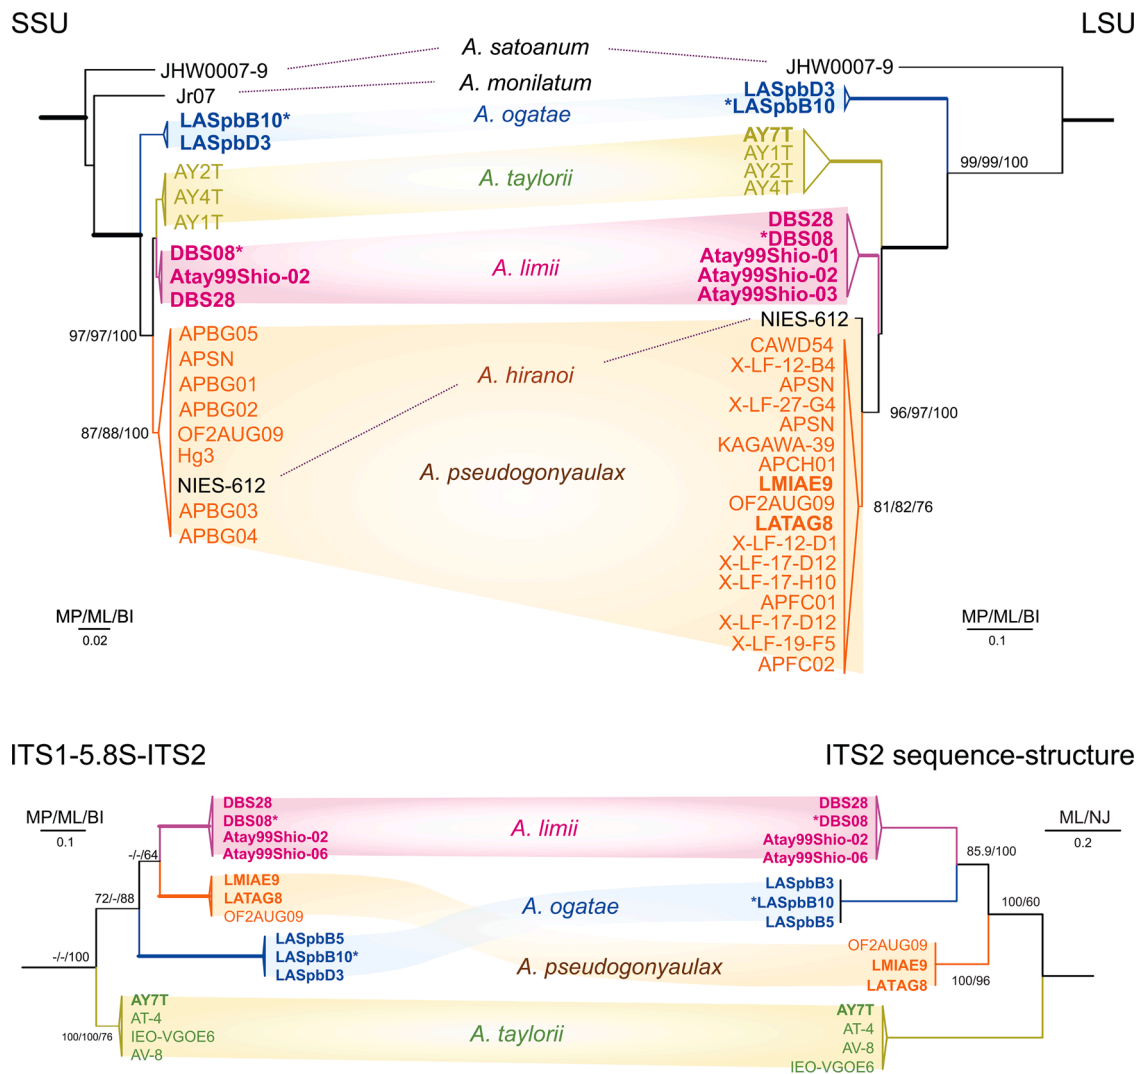 SSU
LSU
A. satoanum
JHW0007-9
JHW0007-9
A. monilatum
Jr07
LASpbD3
*LASpbB10
A. ogatae
LASpbB10*
LASpbD3
AY7T
AY1T
AY2T
AY4T
A. taylorii
AY2T
AY4T
AY1T
99/99/100
DBS28
*DBS08
Atay99Shio-01
Atay99Shio-02
Atay99Shio-03
A. limii
DBS08*
Atay99Shio-02
DBS28
97/97/100
87/88/100
APBG05
APSN
APBG01
APBG02
OF2AUG09
Hg3
NIES-612
APBG03
APBG04
A. hiranoi
A. pseudogonyaulax
NIES-612
CAWD54
X-LF-12-B4
APSN
X-LF-27-G4
APSN
KAGAWA-39
APCH01
LMIAE9
OF2AUG09
LATAG8
X-LF-12-D1
X-LF-17-D12
X-LF-17-H10
APFC01
X-LF-17-D12
X-LF-19-F5
APFC02
96/97/100
81/82/76
MP/ML/BI
0.02
MP/ML/BI
0.1
ITS1-5.8S-ITS2
ITS2 sequence-structure
MP/ML/BI
0.1
ML/NJ
0.2
DBS28
DBS08*
Atay99Shio-02
Atay99Shio-06
A. limii
DBS28
*DBS08
Atay99Shio-02
Atay99Shio-06
-/-/64
85.9/100
LMIAE9
LATAG8
OF2AUG09
72/-/88
A. ogatae
LASpbB3
*LASpbB10
LASpbB5
100/60
LASpbB5
LASpbB10*
LASpbD3
-/-/100
A. pseudogonyaulax
OF2AUG09
LMIAE9
LATAG8
100/96
AY7T
AT-4
IEO-VGOE6
AV-8
100/100/76
A. taylorii
AY7T
AT-4
AV-8
IEO-VGOE6